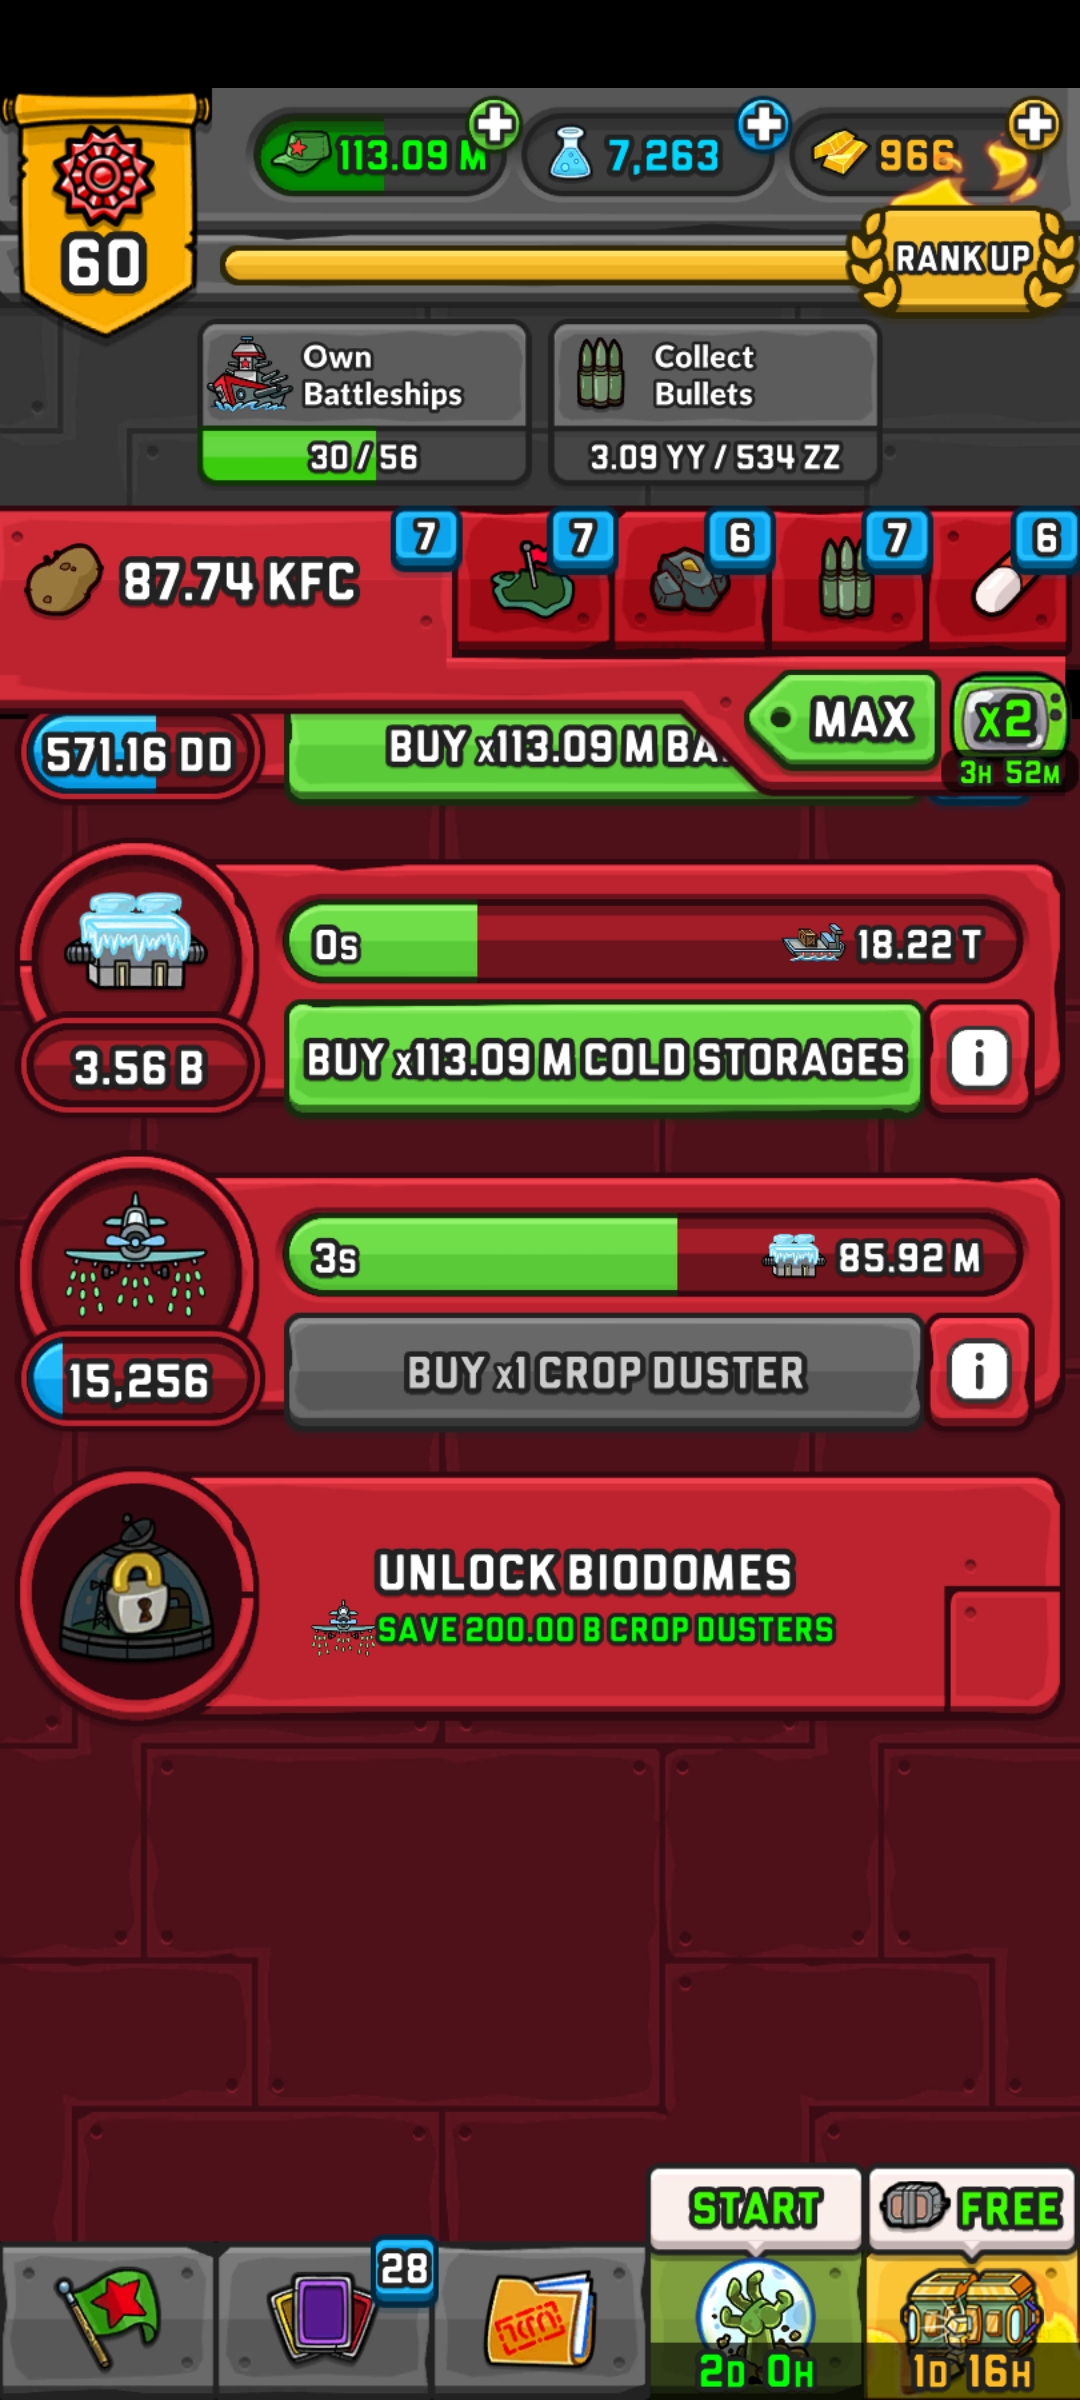 113.09 M
7,263
966
60
RANK UP
Own
Battleships
30 / 56
Collect
Bullets
3.09 YY / 534 ZZ
87.74 KFC
7
7
6
7
6
571.16 DD
BUY x113.09 M BA
MAX
x2
3H 52M
0s
18.22 T
3.56 B
BUY x113.09 M COLD STORAGES
i
3s
85.92 M
15,256
BUY x1 CROP DUSTER
i
UNLOCK BIODOMES
SAVE 200.00 B CROP DUSTERS
START
FREE
28
2D 0H
1D 16H